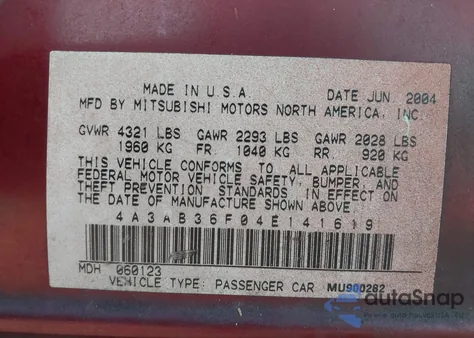 MADE IN U.S.A. DATE JUN 2004
MFD BY MITSUBISHI MOTORS NORTH AMERICA, INC.
GVWR 4321 LBS GAWR 2293 LBS GAWR 2028 LBS
1960 KG FR. 1040 KG RR. 920 KG
THIS VEHICLE CONFORMS TO ALL APPLICABLE
FEDERAL MOTOR VEHICLE SAFETY, BUMPER, AND
THEFT PREVENTION STANDARDS IN EFFECT ON
THE DATE OF MANUFACTURE SHOWN ABOVE.
4A3AB36F04E141619
MDH 060123
VEHICLE TYPE: PASSENGER CAR MU900282
autoSnap